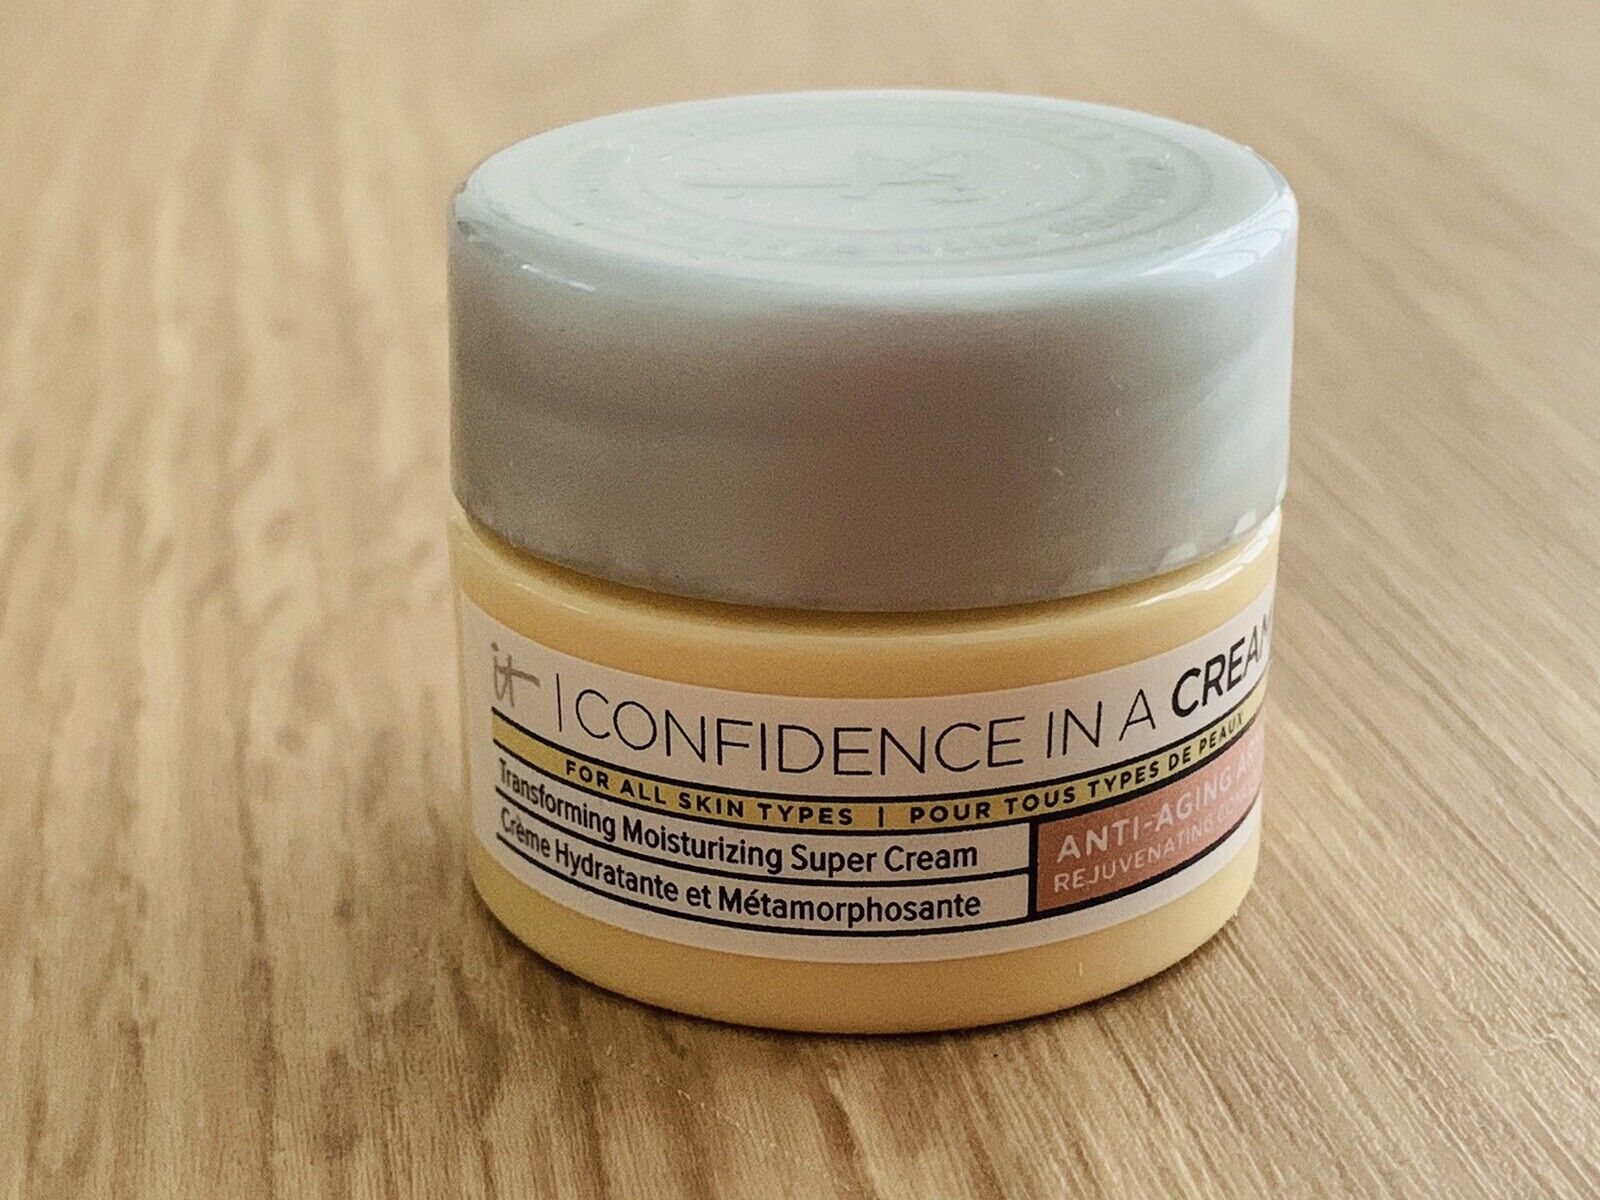 it | CONFIDENCE IN A CREAM
FOR ALL SKIN TYPES | POUR TOUS TYPES DE PEAUX
Transforming Moisturizing Super Cream
Crème Hydratante et Métamorphosante
ANTI-AGING
REJUVENATING